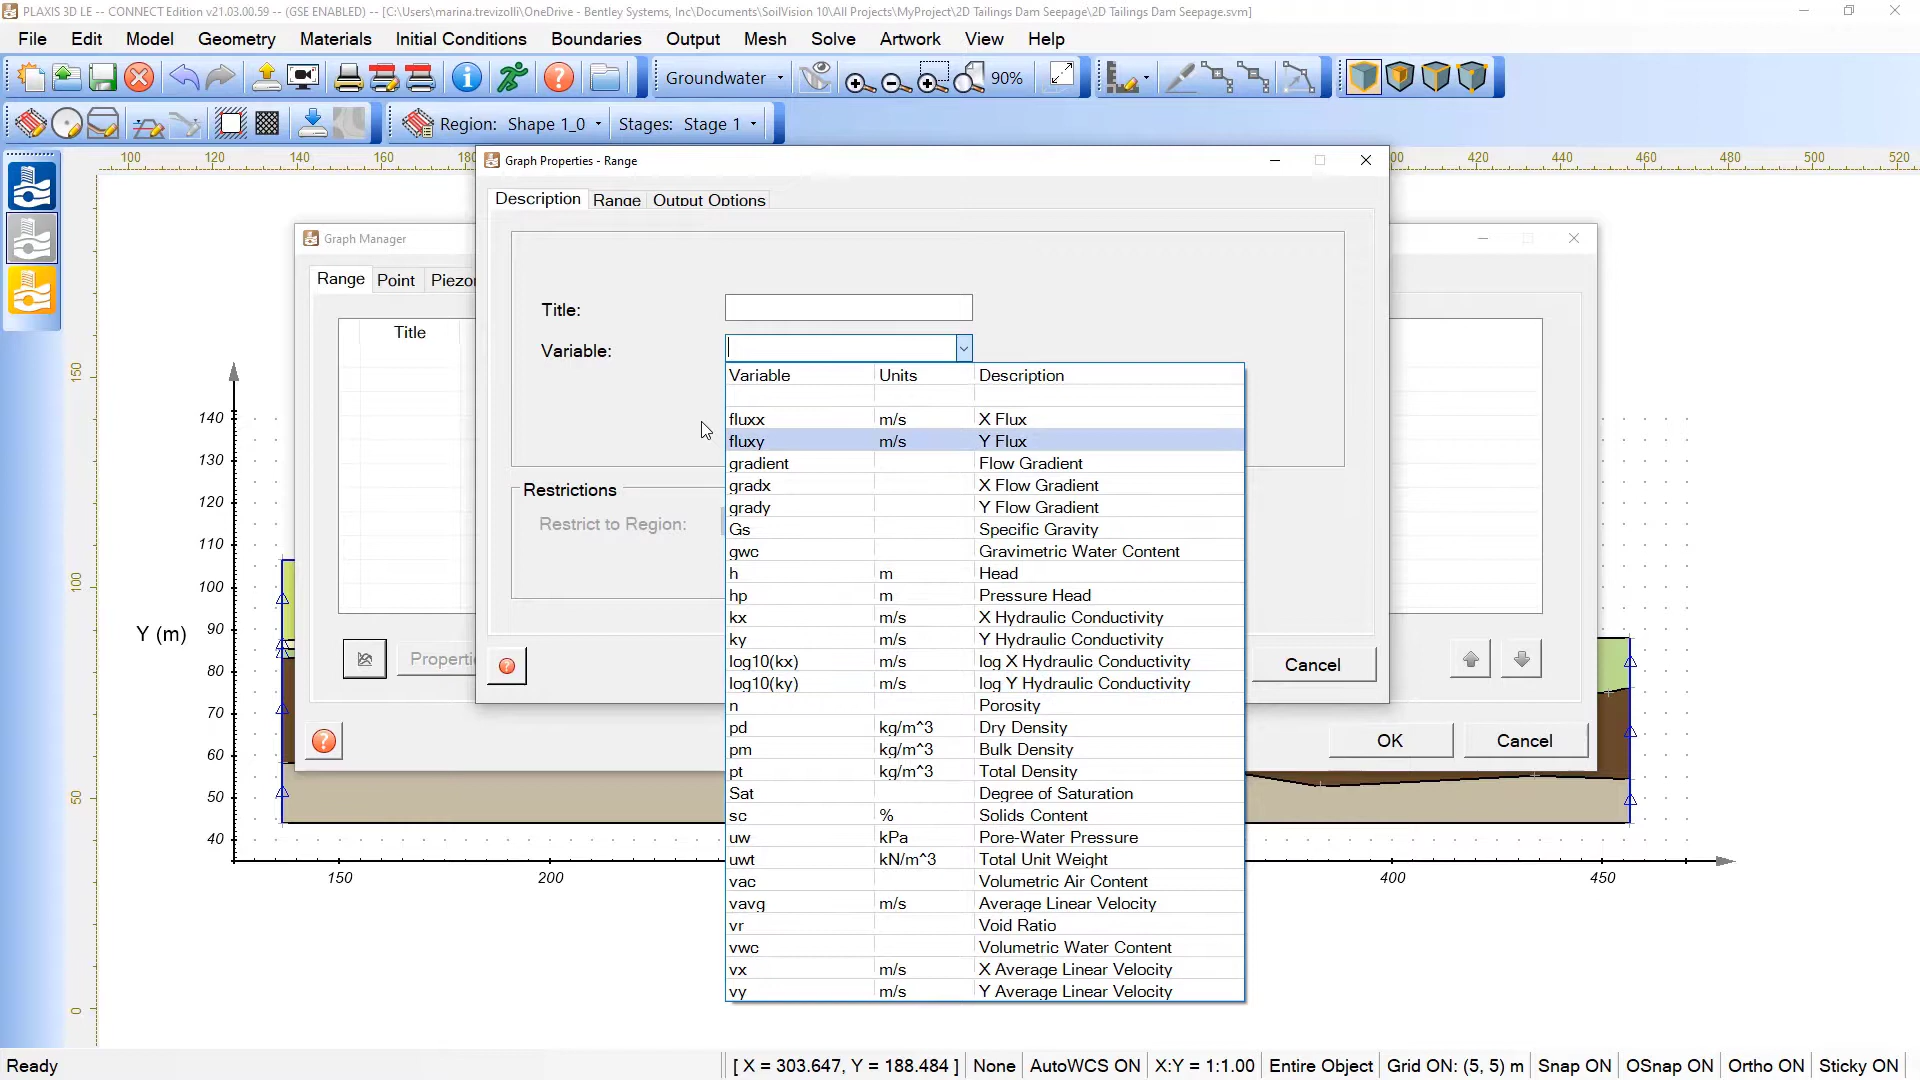 PLAXIS 3D LE -- CONNECT Edition v21.03.00.59 -- (GSE ENABLED) -- [C:\Users\marina.trevizolli\OneDrive - Bentley Systems, Inc\Documents\SoilVision 10\All Projects\MyProject\2D Tailings Dam Seepage\2D Tailings Dam Seepage.svm]
File Edit Model Geometry Materials Initial Conditions Boundaries Output Mesh Solve Artwork View Help
Groundwater 90%
Region: Shape 1_0 Stages: Stage 1
100 120 140 160 180 400 420 440 460 480 500 520
Graph Properties - Range
Description Range Output Options
Graph Manager
Range Point Piezo
Title
Title:
Variable:
Variable Units Description
fluxx m/s X Flux
fluxy m/s Y Flux
gradient Flow Gradient
gradx X Flow Gradient
grady Y Flow Gradient
Gs Specific Gravity
gwc Gravimetric Water Content
h m Head
hp m Pressure Head
kx m/s X Hydraulic Conductivity
ky m/s Y Hydraulic Conductivity
log10(kx) m/s log X Hydraulic Conductivity
log10(ky) m/s log Y Hydraulic Conductivity
n Porosity
pd kg/m^3 Dry Density
pm kg/m^3 Bulk Density
pt kg/m^3 Total Density
Sat Degree of Saturation
sc % Solids Content
uw kPa Pore-Water Pressure
uwt kN/m^3 Total Unit Weight
vac Volumetric Air Content
vavg m/s Average Linear Velocity
vr Void Ratio
vwc Volumetric Water Content
vx m/s X Average Linear Velocity
vy m/s Y Average Linear Velocity
Restrictions
Restrict to Region:
Cancel
Properti
OK Cancel
150
100
50
0
140
130
120
110
100
90
80
70
60
50
40
Y (m)
150 200 400 450
Ready [ X = 303.647, Y = 188.484 ] None AutoWCS ON X:Y = 1:1.00 Entire Object Grid ON: (5, 5) m Snap ON OSnap ON Ortho ON Sticky ON